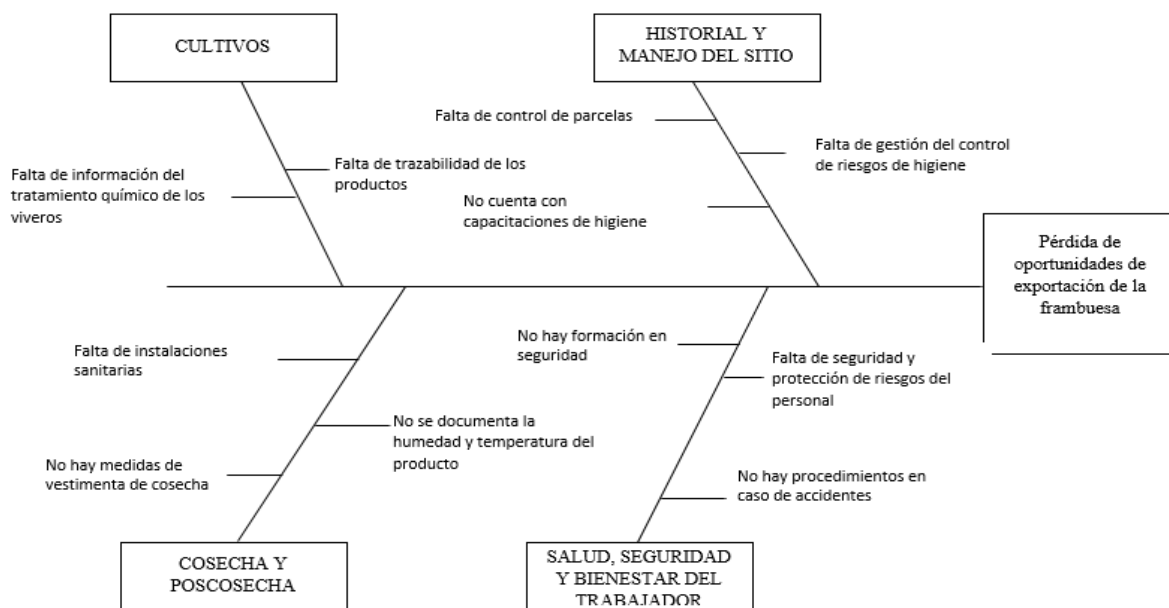 CULTIVOS
HISTORIAL Y
MANEJO DEL SITIO
Falta de control de parcelas
Falta de gestión del control
de riesgos de higiene
Falta de trazabilidad de los
productos
Falta de información del
tratamiento químico de los
viveros
No cuenta con
capacitaciones de higiene
Pérdida de
oportunidades de
exportación de la
frambuesa
No hay formación en
seguridad
Falta de instalaciones
sanitarias
Falta de seguridad y
protección de riesgos del
personal
No se documenta la
humedad y temperatura del
producto
No hay medidas de
vestimenta de cosecha
No hay procedimientos en
caso de accidentes
COSECHA Y
POSCOSECHA
SALUD, SEGURIDAD
Y BIENESTAR DEL
TRABAJADOR